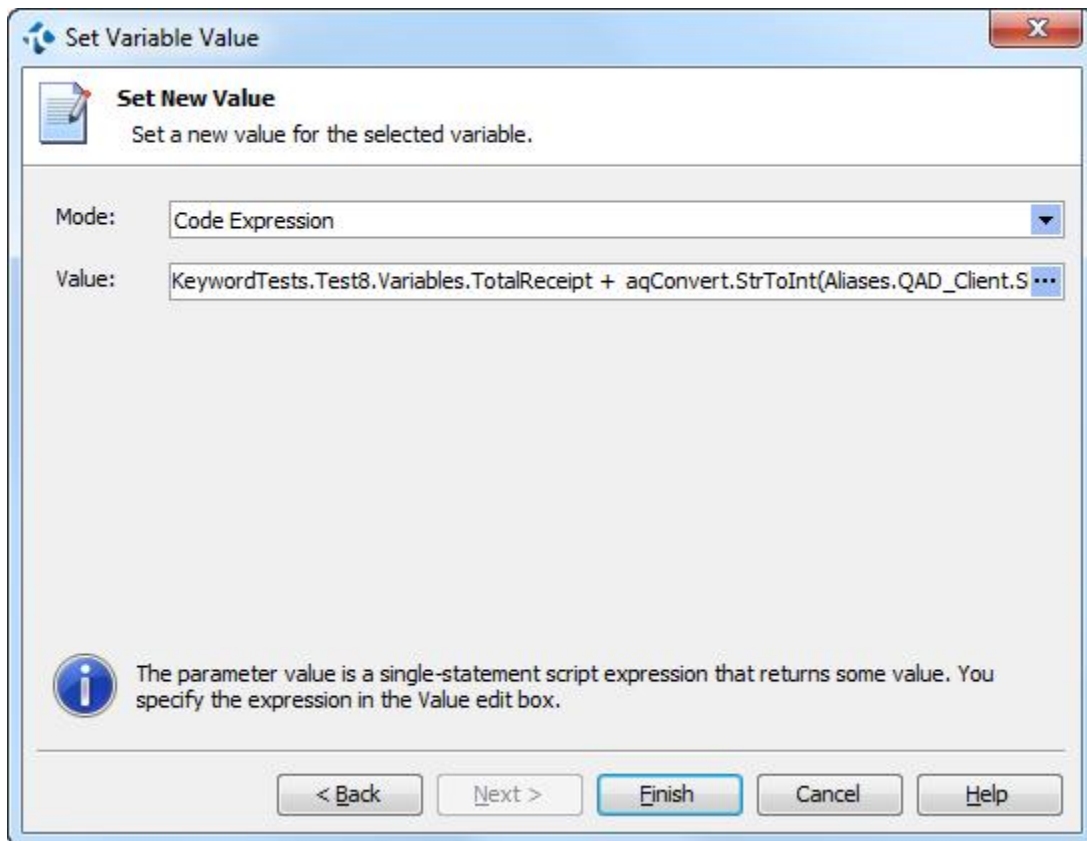 Set Variable Value
Set New Value
Set a new value for the selected variable.
Mode:
Code Expression
Value:
KeywordTests.Test8.Variables.TotalReceipt + aqConvert.StrToInt(Aliases.QAD_Client.S
The parameter value is a single-statement script expression that returns some value. You
specify the expression in the Value edit box.
< Back
Next >
Finish
Cancel
Help